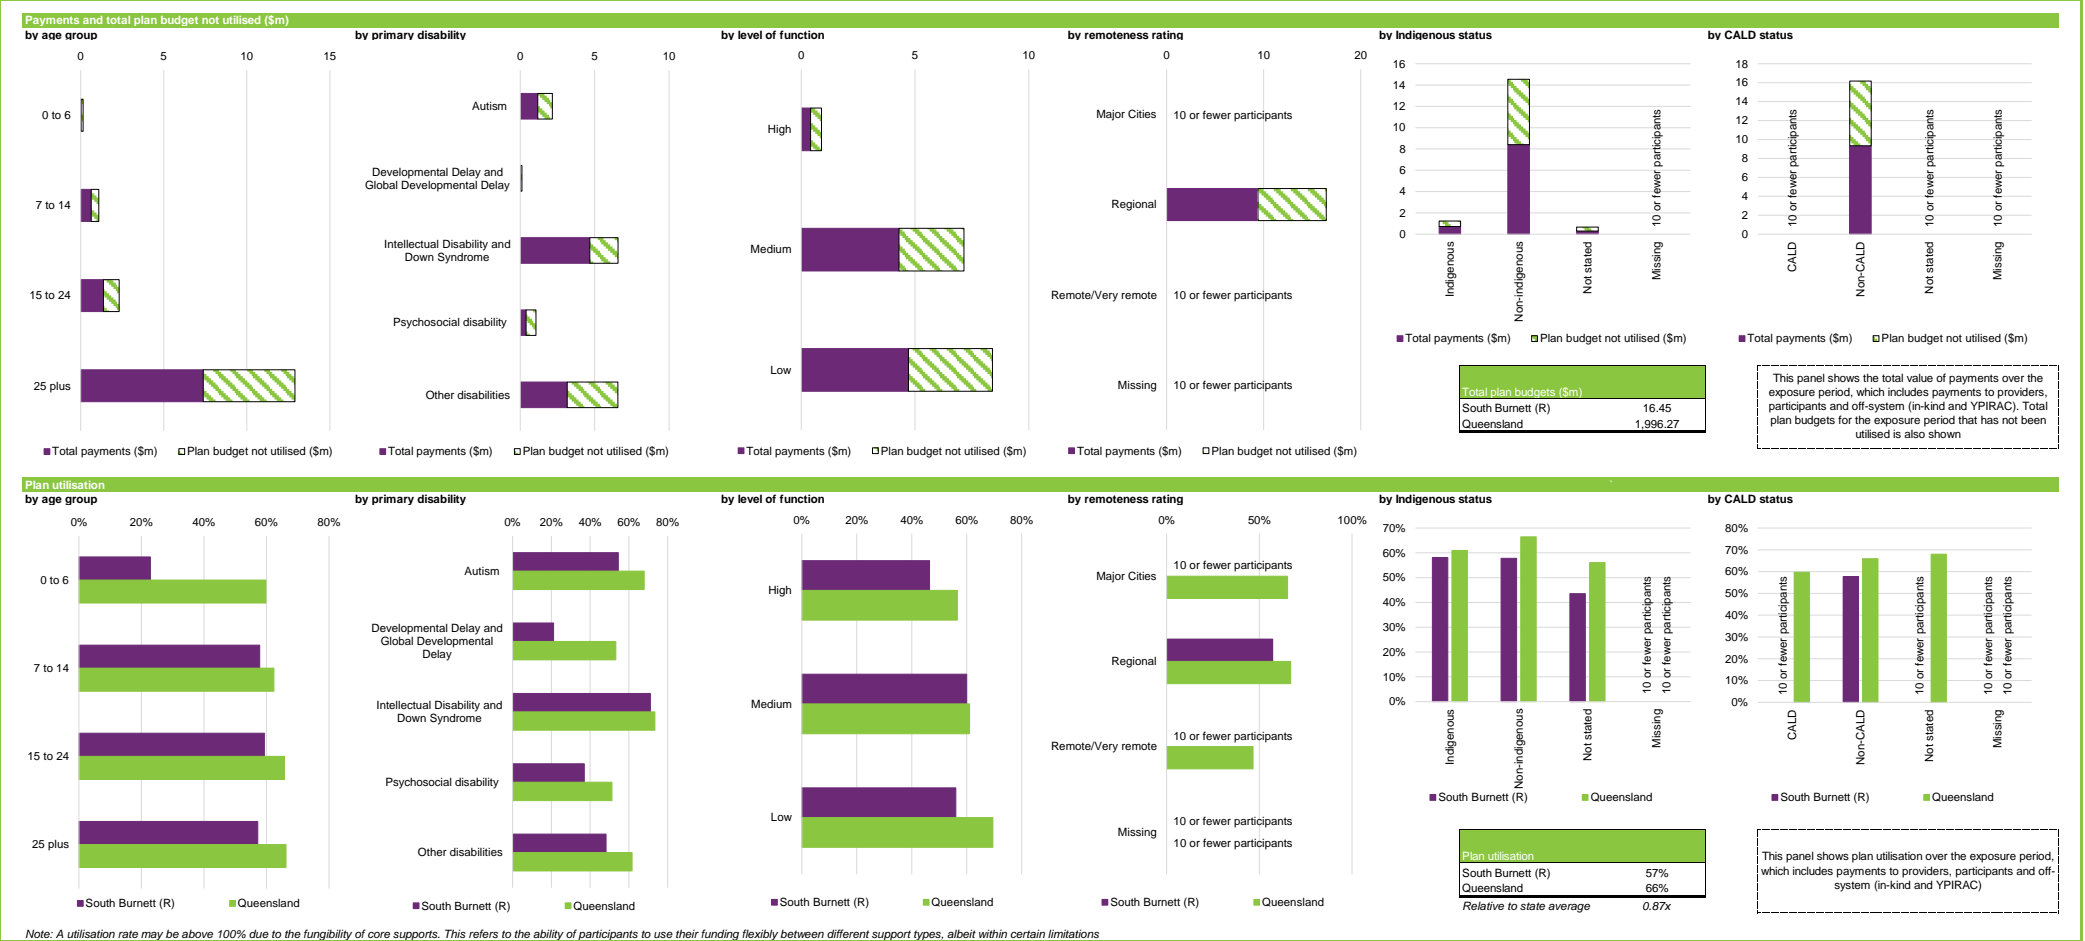 Payments and total plan budget not utilised ($m)
by age group
0 5 10 15
0 to 6
7 to 14
15 to 24
25 plus
Total payments ($m) Plan budget not utilised ($m)
by primary disability
0 5 10
Autism
Developmental Delay and
Global Developmental Delay
Intellectual Disability and
Down Syndrome
Psychosocial disability
Other disabilities
Total payments ($m) Plan budget not utilised ($m)
by level of function
0 5 10
High
Medium
Low
Total payments ($m) Plan budget not utilised ($m)
by remoteness rating
0 10 20
Major Cities 10 or fewer participants
Regional
Remote/Very remote 10 or fewer participants
Missing 10 or fewer participants
Total payments ($m) Plan budget not utilised ($m)
by Indigenous status
16
14
12
10
8
6
4
2
0
10 or fewer participants
Indigenous
Non-indigenous
Not stated
Missing
Total payments ($m) Plan budget not utilised ($m)
by CALD status
18
16
14
12
10
8
6
4
2
0
10 or fewer participants
10 or fewer participants
10 or fewer participants
CALD
Non-CALD
Not stated
Missing
Total payments ($m) Plan budget not utilised ($m)
Total plan budgets ($m)
South Burnett (R) 16.45
Queensland 1,996.27
This panel shows the total value of payments over the
exposure period, which includes payments to providers,
participants and off-system (in-kind and YPIRAC). Total
plan budgets for the exposure period that has not been
utilised is also shown
Plan utilisation
by age group
0% 20% 40% 60% 80%
0 to 6
7 to 14
15 to 24
25 plus
South Burnett (R) Queensland
by primary disability
0% 20% 40% 60% 80%
Autism
Developmental Delay and
Global Developmental
Delay
Intellectual Disability and
Down Syndrome
Psychosocial disability
Other disabilities
South Burnett (R) Queensland
by level of function
0% 20% 40% 60% 80%
High
Medium
Low
South Burnett (R) Queensland
by remoteness rating
0% 50% 100%
10 or fewer participants
Major Cities
Regional
10 or fewer participants
Remote/Very remote
10 or fewer participants
Missing
10 or fewer participants
South Burnett (R) Queensland
by Indigenous status
70%
60%
50%
40%
30%
20%
10%
0%
10 or fewer participants
10 or fewer participants
Indigenous
Non-indigenous
Not stated
Missing
South Burnett (R) Queensland
by CALD status
80%
70%
60%
50%
40%
30%
20%
10%
0%
10 or fewer participants
10 or fewer participants
10 or fewer participants
10 or fewer participants
CALD
Non-CALD
Not stated
Missing
South Burnett (R) Queensland
Plan utilisation
South Burnett (R) 57%
Queensland 66%
Relative to state average 0.87x
This panel shows plan utilisation over the exposure period,
which includes payments to providers, participants and off-
system (in-kind and YPIRAC)
Note: A utilisation rate may be above 100% due to the fungibility of core supports. This refers to the ability of participants to use their funding flexibly between different support types, albeit within certain limitations